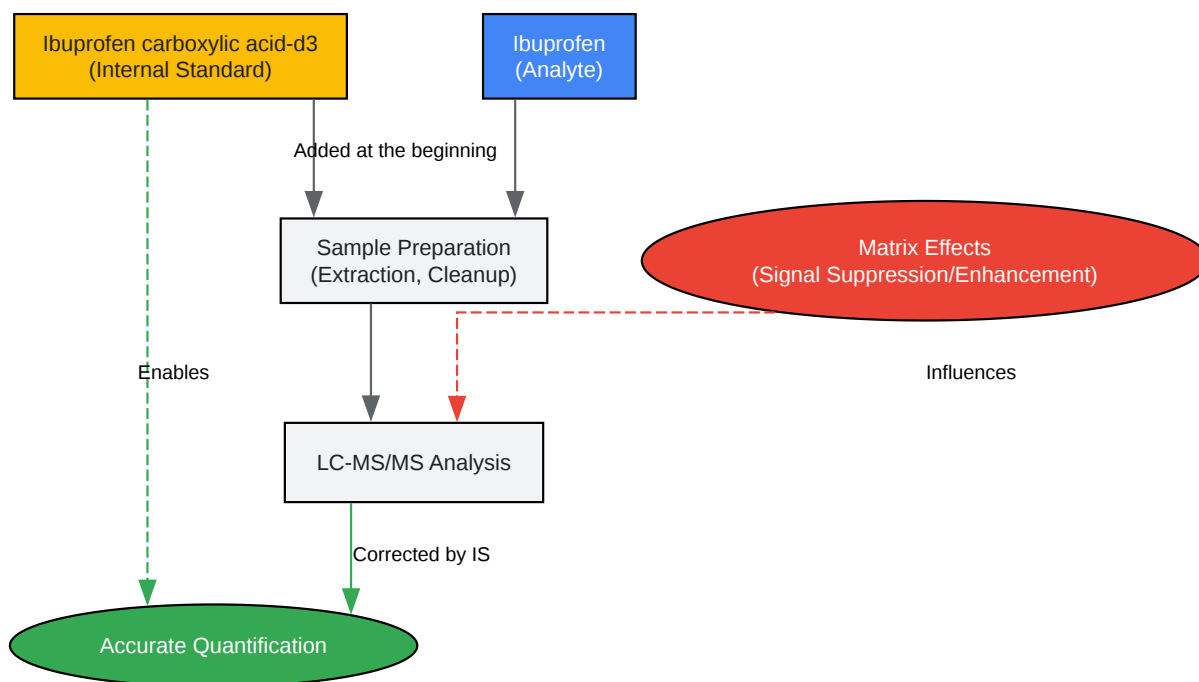 Ibuprofen carboxylic acid-d3
(Internal Standard)
Ibuprofen
(Analyte)
Added at the beginning
Sample Preparation
(Extraction, Cleanup)
Matrix Effects
(Signal Suppression/Enhancement)
Enables
Influences
LC-MS/MS Analysis
Corrected by IS
Accurate Quantification